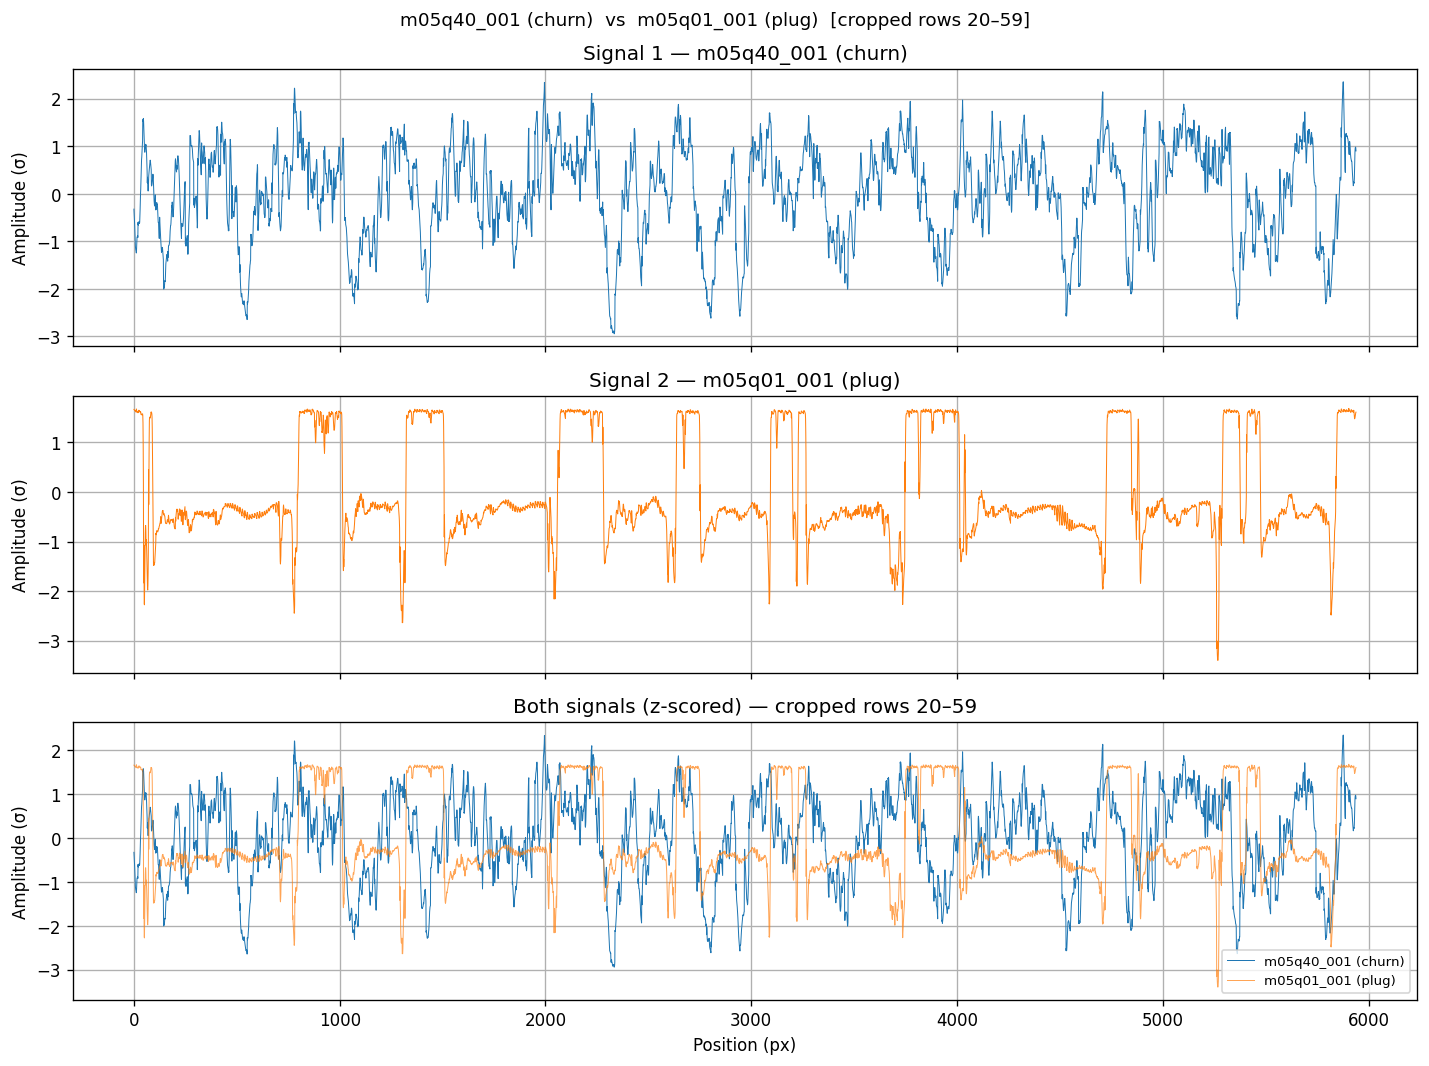 m05q40_001 (churn)  vs  m05q01_001 (plug)  [cropped rows 20–59]
Signal 1 — m05q40_001 (churn)
Amplitude (σ)
2
1
0
−1
−2
−3
Signal 2 — m05q01_001 (plug)
Amplitude (σ)
1
0
−1
−2
−3
Both signals (z-scored) — cropped rows 20–59
Amplitude (σ)
2
1
0
−1
−2
−3
m05q40_001 (churn)
m05q01_001 (plug)
0 1000 2000 3000 4000 5000 6000
Position (px)